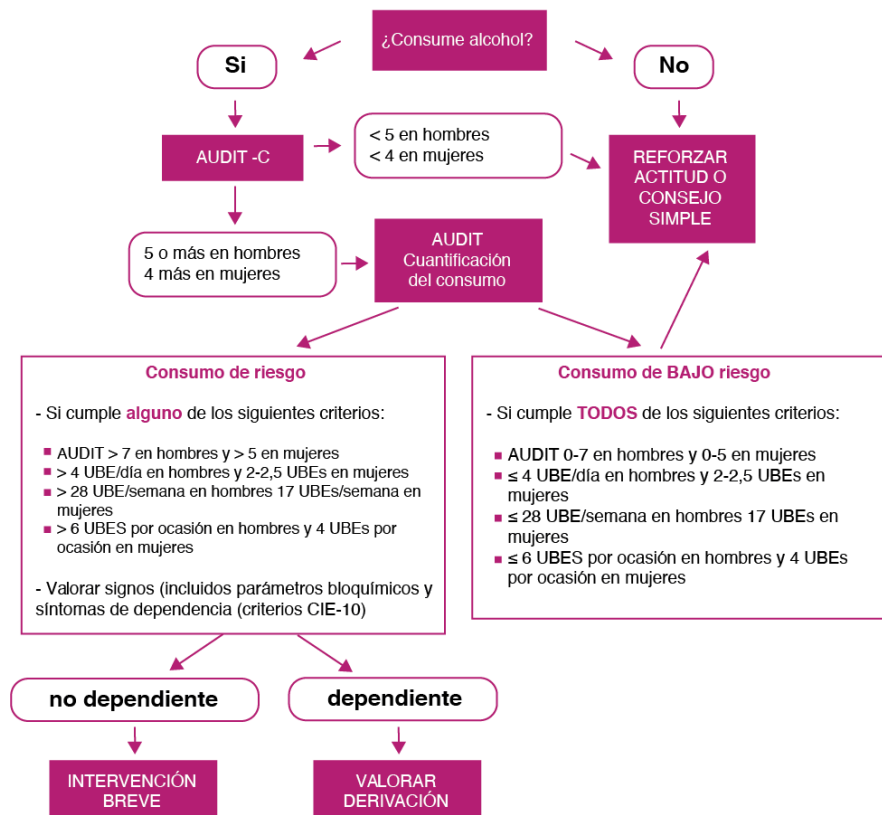 ¿Consume alcohol?
Si
No
AUDIT -C
< 5 en hombres
< 4 en mujeres
REFORZAR
ACTITUD O
CONSEJO
SIMPLE
5 o más en hombres
4 más en mujeres
AUDIT
Cuantificación
del consumo
Consumo de riesgo
- Si cumple alguno de los siguientes criterios:
AUDIT > 7 en hombres y > 5 en mujeres
> 4 UBE/día en hombres y 2-2,5 UBEs en mujeres
> 28 UBE/semana en hombres 17 UBEs/semana en
mujeres
> 6 UBES por ocasión en hombres y 4 UBEs por
ocasión en mujeres
- Valorar signos (incluidos parámetros bloquímicos y
síntomas de dependencia (criterios CIE-10)
Consumo de BAJO riesgo
- Si cumple TODOS de los siguientes criterios:
AUDIT 0-7 en hombres y 0-5 en mujeres
≤ 4 UBE/día en hombres y 2-2,5 UBEs en
mujeres
≤ 28 UBE/semana en hombres 17 UBEs en
mujeres
≤ 6 UBES por ocasión en hombres y 4 UBEs
por ocasión en mujeres
no dependiente
dependiente
INTERVENCIÓN
BREVE
VALORAR
DERIVACIÓN